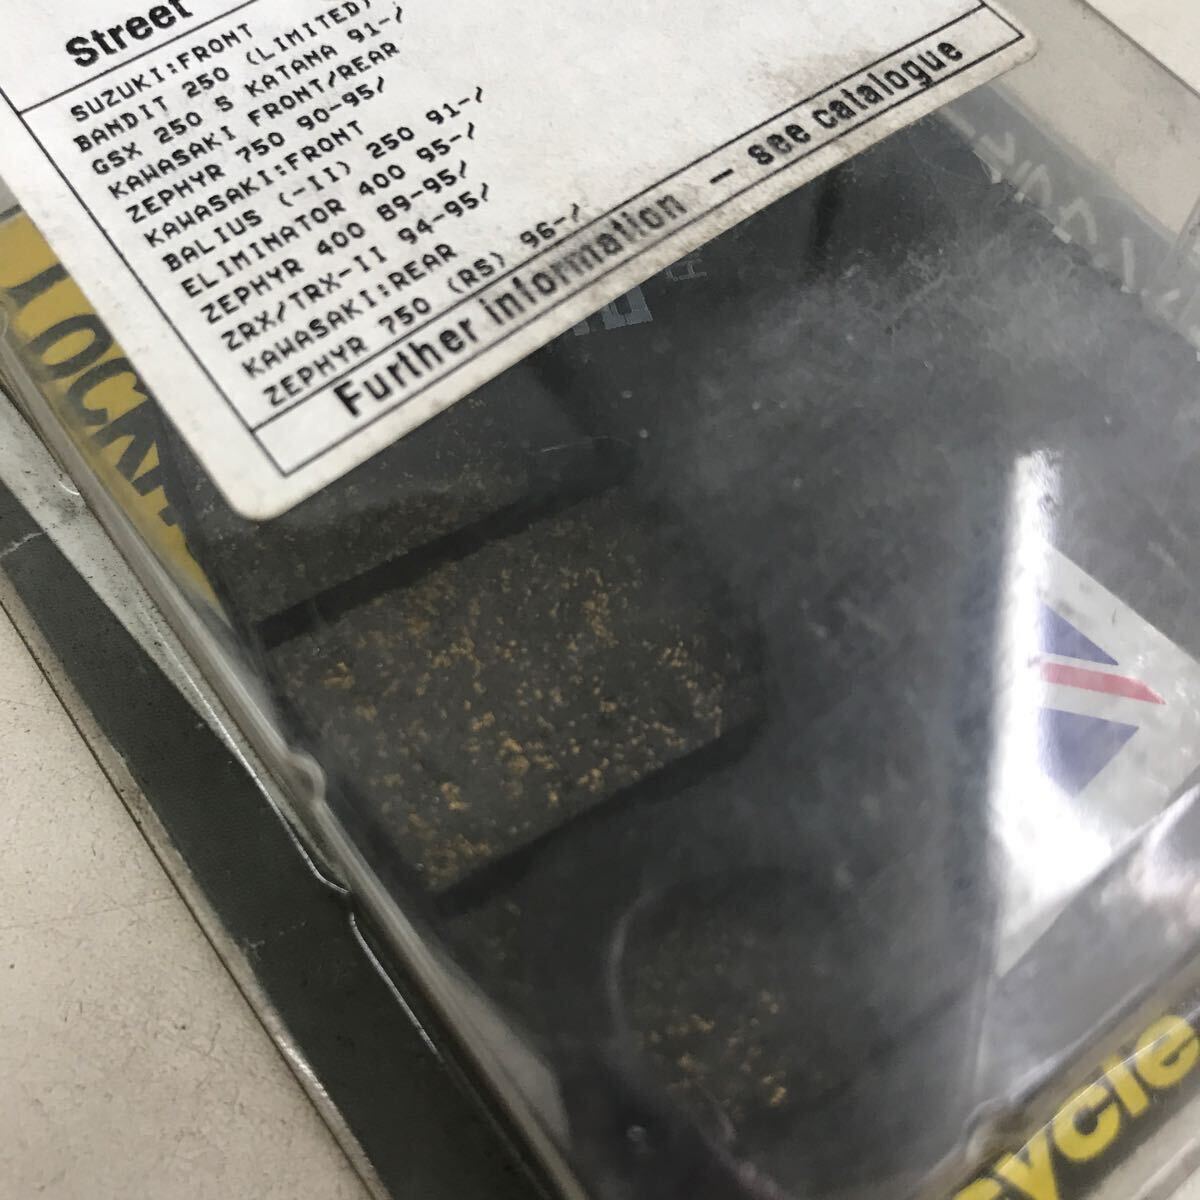 Street
SUZUKI:FRONT
BANDIT 250 (LIMITED)
GSX 250 S KATANA 91-/
KAWASAKI FRONT/REAR
ZEPHYR 750 90-95/
KAWASAKI:FRONT
BALIUS (-II) 250 91-/
ELIMINATOR 400 95-/
ZEPHYR 400 89-95/
ZRX/TRX-II 94-95/
KAWASAKI:REAR
ZEPHYR 750 (RS) 96-/
Further information - see catalogue
ycle